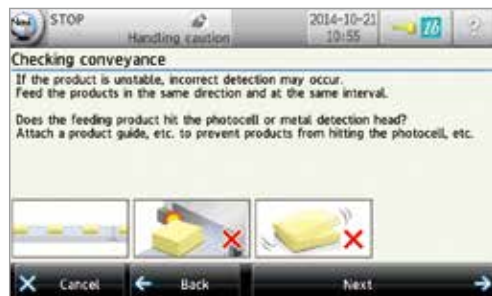 STOP
Handling caution
2014-10-21
10:55
16
?
Checking conveyance
If the product is unstable, incorrect detection may occur.
Feed the products in the same direction and at the same interval.
Does the feeding product hit the photocell or metal detection head?
Attach a product guide, etc. to prevent products from hitting the photocell, etc.
Cancel
Back
Next